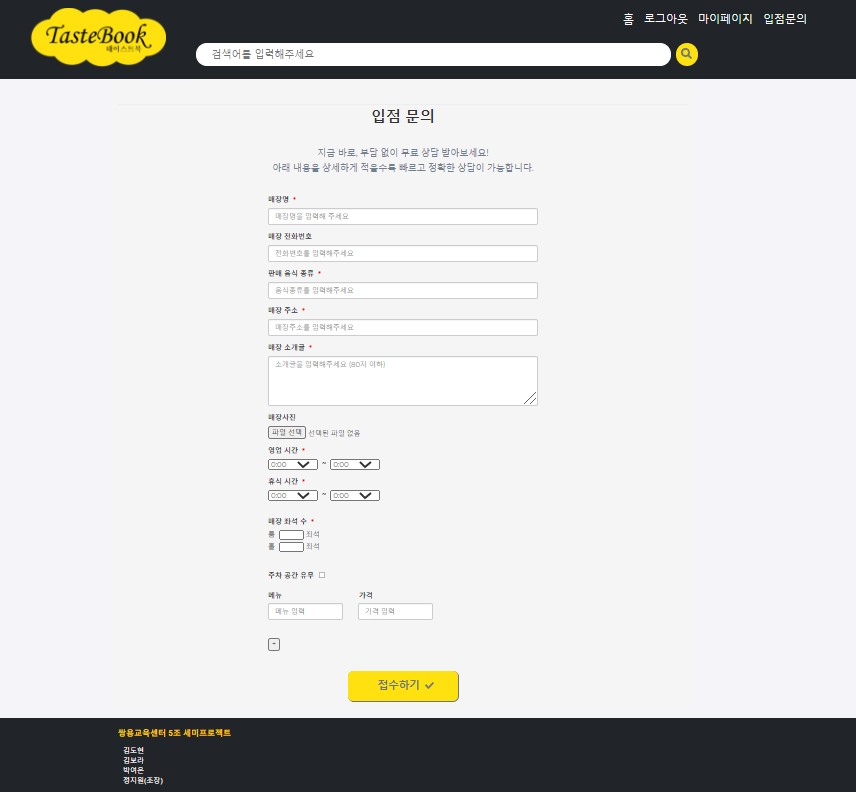 TasteBook
테이스트북
홈 로그아웃 마이페이지 입점문의
검색어를 입력해주세요
입점 문의
지금 바로, 부담 없이 무료 상담 받아보세요!
아래 내용을 상세하게 적을수록 빠르고 정확한 상담이 가능합니다.
매장명 *
매장명을 입력해 주세요
매장 전화번호
전화번호를 입력해주세요
판매 음식 종류 *
음식종류를 입력해주세요
매장 주소 *
매장주소를 입력해주세요
매장 소개글 *
소개글을 입력해주세요 (80자 이하)
매장사진
파일 선택 선택된 파일 없음
영업 시간 *
0:00 ~ 0:00
휴식 시간 *
0:00 ~ 0:00
매장 좌석 수 *
룸 좌석
홀 좌석
주차 공간 유무
메뉴 가격
메뉴 입력 가격 입력
접수하기
쌍용교육센터 5조 세미프로젝트
김도현
김보라
박여은
정지원(조장)